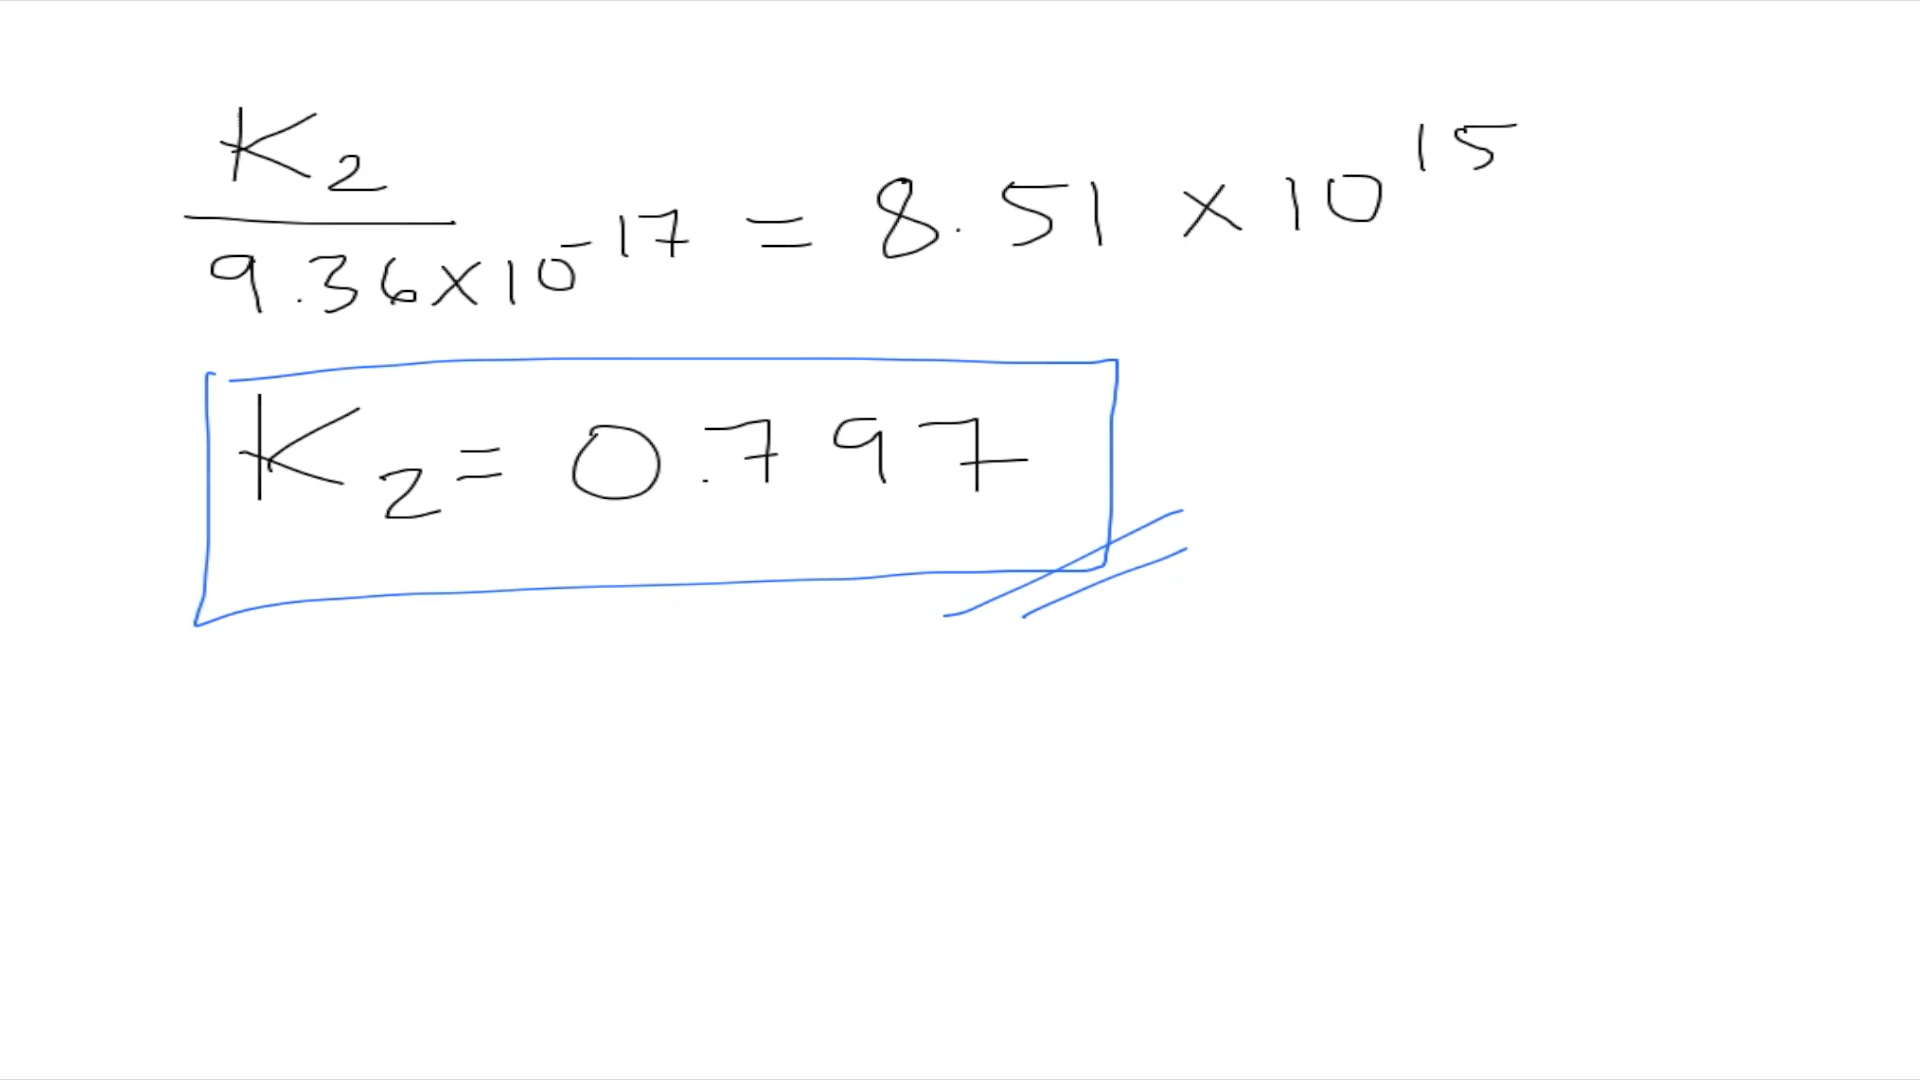 K₂
9.36x10⁻¹⁷ = 8.51 x 10¹⁵
K₂ = 0.797